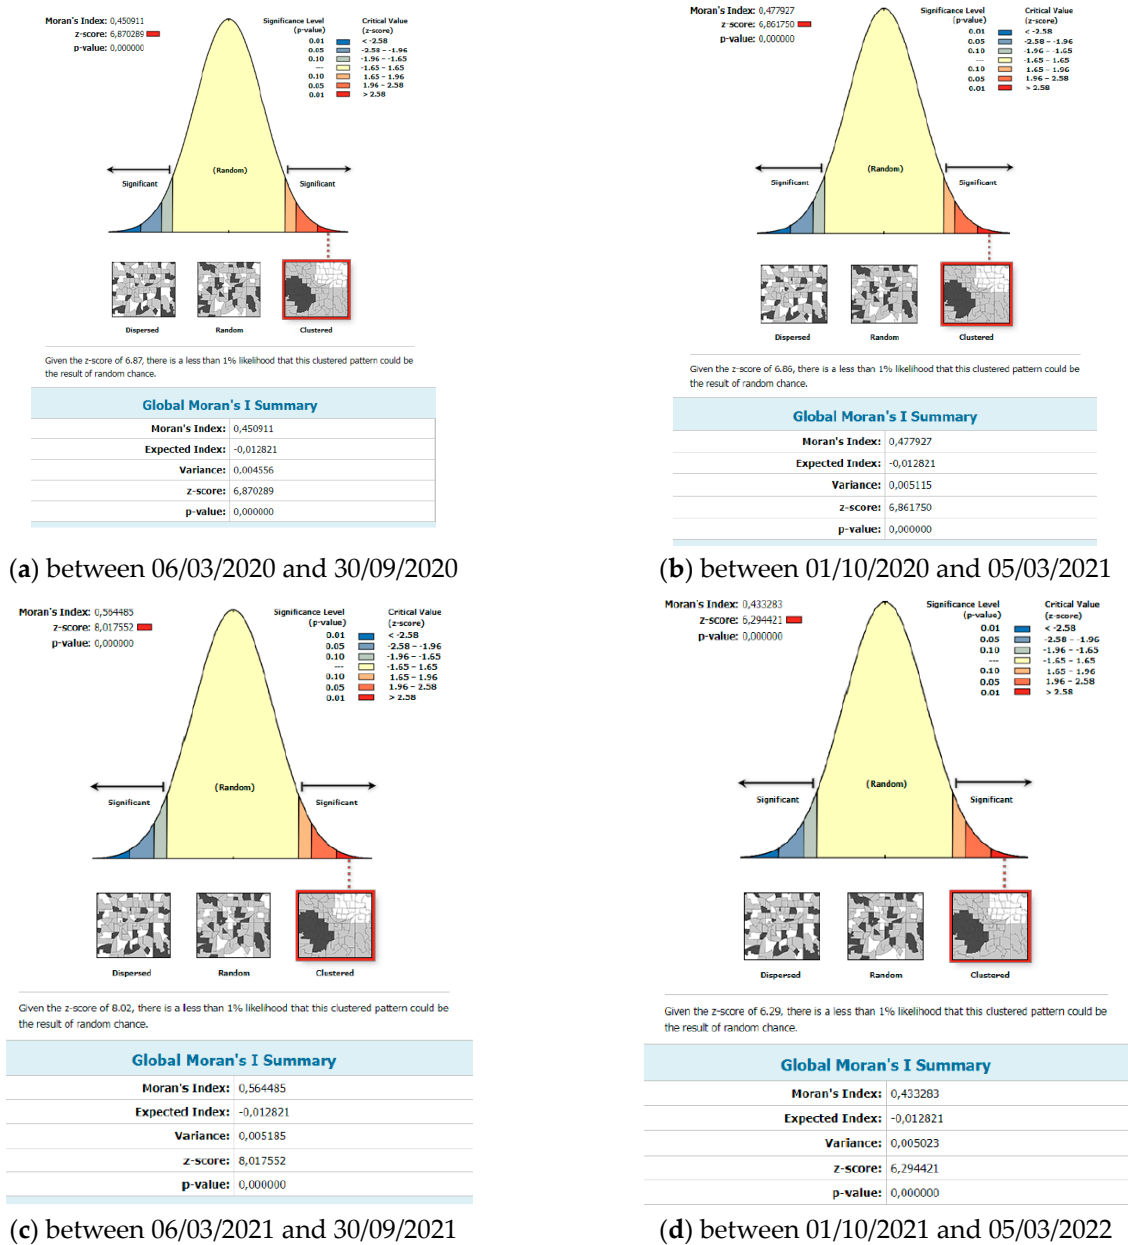 Moran's Index: 0,450911
z-score: 6,870289
p-value: 0,000000
Significance Level (p-value)
Critical Value (z-score)
0.01 < -2.58
0.05 -2.58 – -1.96
0.10 -1.96 – -1.65
--- -1.65 – 1.65
0.10 1.65 – 1.96
0.05 1.96 – 2.58
0.01 > 2.58
(Random)
Significant
Significant
Dispersed
Random
Clustered
Given the z-score of 6.87, there is a less than 1% likelihood that this clustered pattern could be
the result of random chance.
Global Moran's I Summary
Moran's Index: 0,450911
Expected Index: -0,012821
Variance: 0,004556
z-score: 6,870289
p-value: 0,000000
(a) between 06/03/2020 and 30/09/2020
Moran's Index: 0,477927
z-score: 6,861750
p-value: 0,000000
Significance Level (p-value)
Critical Value (z-score)
0.01 < -2.58
0.05 -2.58 – -1.96
0.10 -1.96 – -1.65
--- -1.65 – 1.65
0.10 1.65 – 1.96
0.05 1.96 – 2.58
0.01 > 2.58
(Random)
Significant
Significant
Dispersed
Random
Clustered
Given the z-score of 6.86, there is a less than 1% likelihood that this clustered pattern could be
the result of random chance.
Global Moran's I Summary
Moran's Index: 0,477927
Expected Index: -0,012821
Variance: 0,005115
z-score: 6,861750
p-value: 0,000000
(b) between 01/10/2020 and 05/03/2021
Moran's Index: 0,564485
z-score: 8,017552
p-value: 0,000000
Significance Level (p-value)
Critical Value (z-score)
0.01 < -2.58
0.05 -2.58 – -1.96
0.10 -1.96 – -1.65
--- -1.65 – 1.65
0.10 1.65 – 1.96
0.05 1.96 – 2.58
0.01 > 2.58
(Random)
Significant
Significant
Dispersed
Random
Clustered
Given the z-score of 8.02, there is a less than 1% likelihood that this clustered pattern could be
the result of random chance.
Global Moran's I Summary
Moran's Index: 0,564485
Expected Index: -0,012821
Variance: 0,005185
z-score: 8,017552
p-value: 0,000000
(c) between 06/03/2021 and 30/09/2021
Moran's Index: 0,433283
z-score: 6,294421
p-value: 0,000000
Significance Level (p-value)
Critical Value (z-score)
0.01 < -2.58
0.05 -2.58 – -1.96
0.10 -1.96 – -1.65
--- -1.65 – 1.65
0.10 1.65 – 1.96
0.05 1.96 – 2.58
0.01 > 2.58
(Random)
Significant
Significant
Dispersed
Random
Clustered
Given the z-score of 6.29, there is a less than 1% likelihood that this clustered pattern could be
the result of random chance.
Global Moran's I Summary
Moran's Index: 0,433283
Expected Index: -0,012821
Variance: 0,005023
z-score: 6,294421
p-value: 0,000000
(d) between 01/10/2021 and 05/03/2022